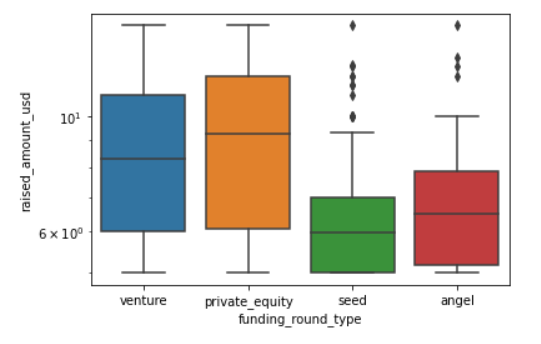 raised_amount_usd
10¹
6 × 10⁰
venture
private_equity
seed
angel
funding_round_type